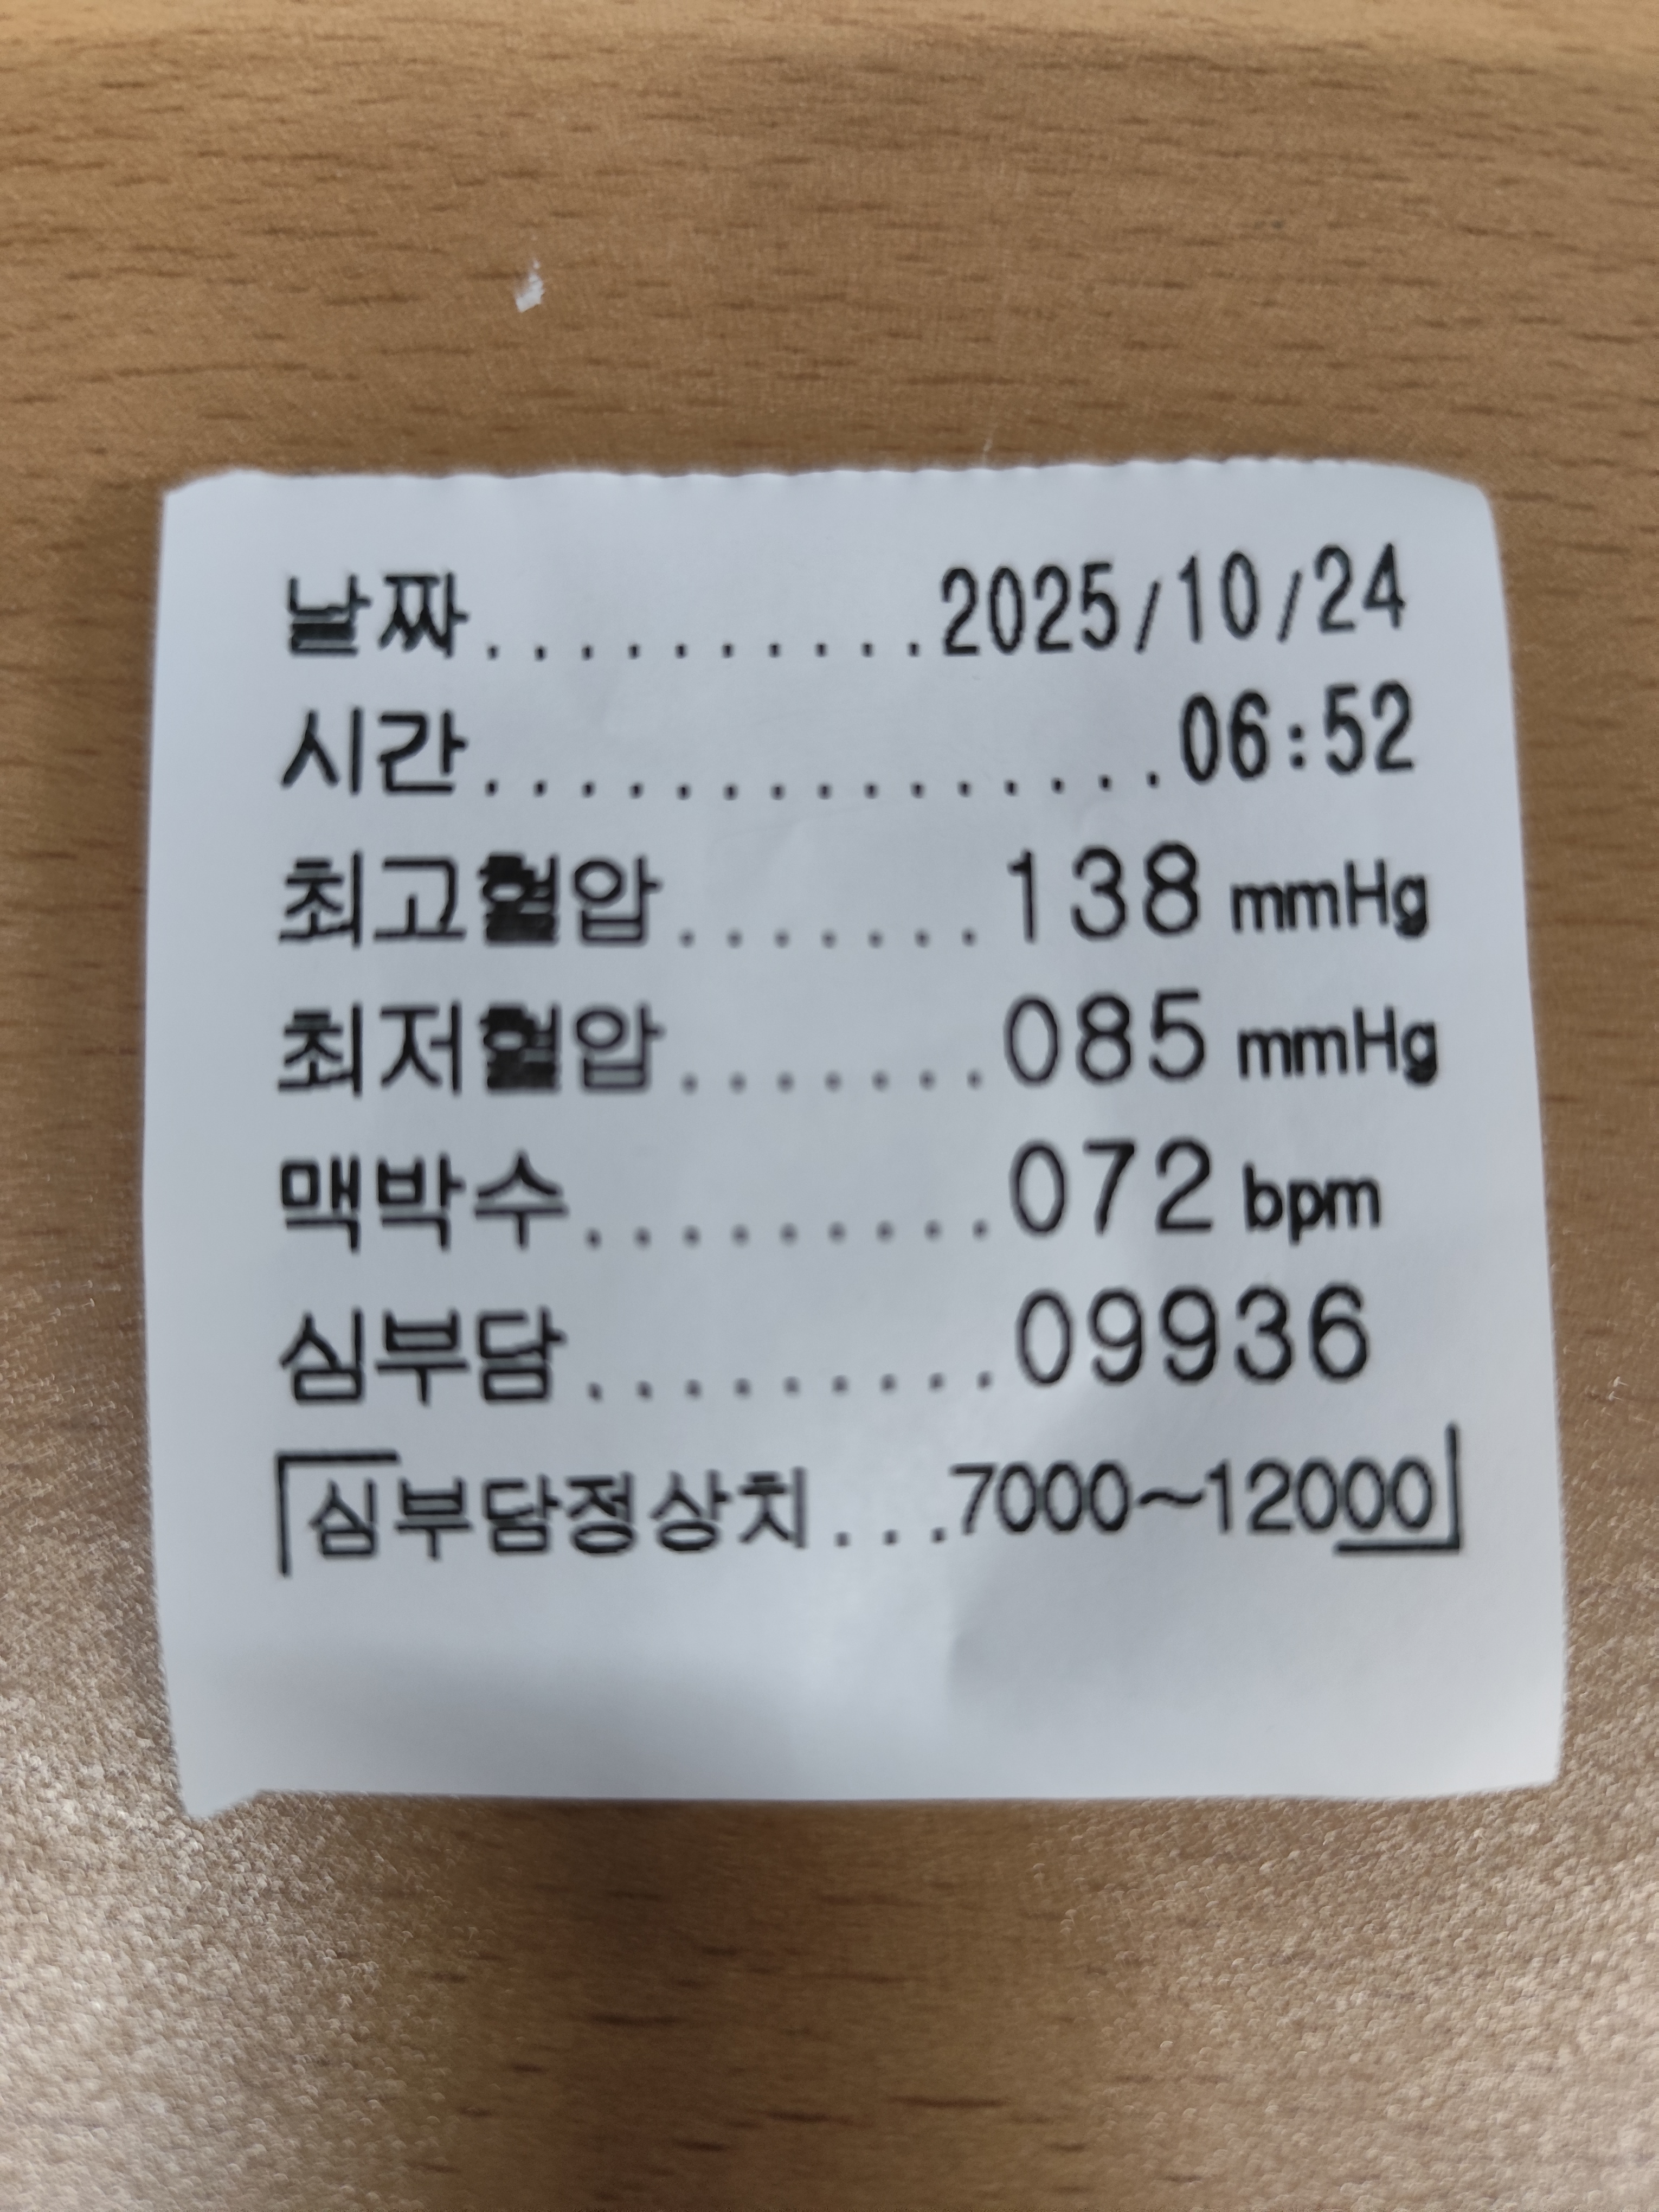 날짜..........2025/10/24
시간...............06:52
최고혈압.......138 mmHg
최저혈압.......085 mmHg
맥박수.........072 bpm
심부담.........09936
심부담정상치...7000~12000